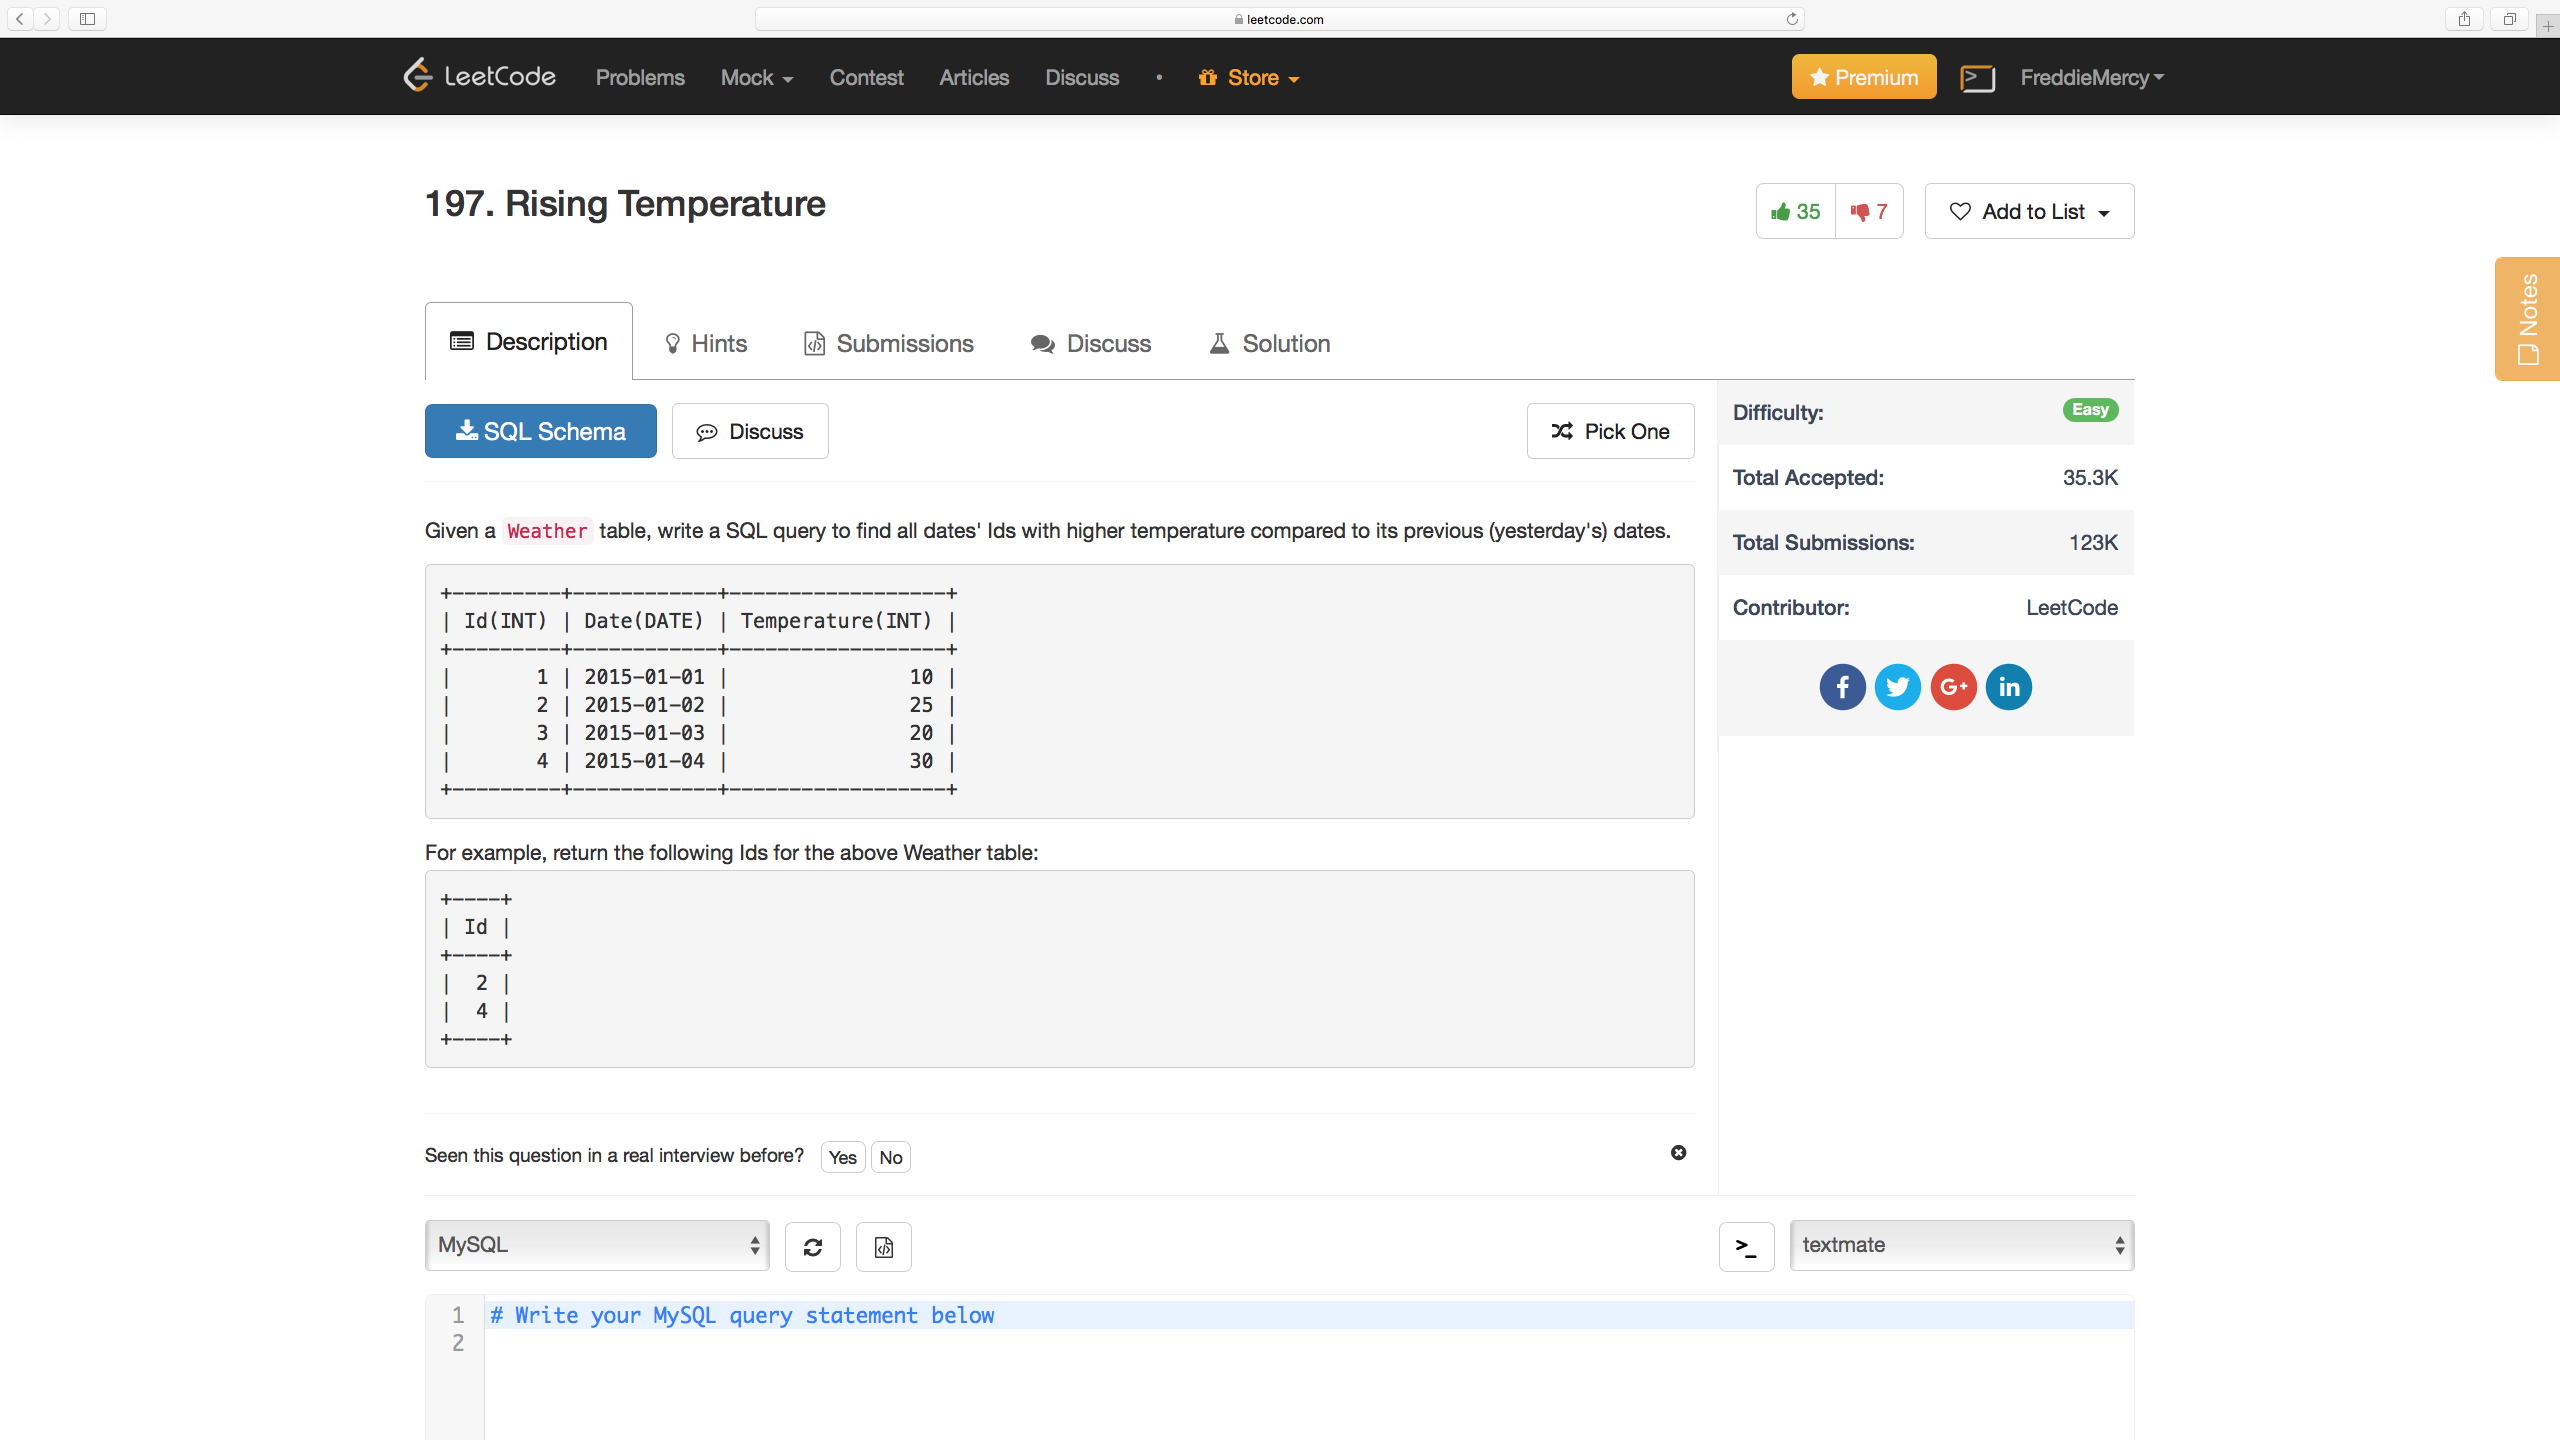 leetcode.com
LeetCode Problems Mock Contest Articles Discuss • Store Premium FreddieMercy
197. Rising Temperature
35 7 Add to List
Notes
Description Hints Submissions Discuss Solution
SQL Schema Discuss Pick One
Difficulty: Easy
Total Accepted: 35.3K
Total Submissions: 123K
Contributor: LeetCode
Given a Weather table, write a SQL query to find all dates' Ids with higher temperature compared to its previous (yesterday's) dates.
+---------+------------+------------------+
| Id(INT) | Date(DATE) | Temperature(INT) |
+---------+------------+------------------+
|       1 | 2015-01-01 |               10 |
|       2 | 2015-01-02 |               25 |
|       3 | 2015-01-03 |               20 |
|       4 | 2015-01-04 |               30 |
+---------+------------+------------------+
For example, return the following Ids for the above Weather table:
+----+
| Id |
+----+
|  2 |
|  4 |
+----+
Seen this question in a real interview before? Yes No
MySQL >_ textmate
1 # Write your MySQL query statement below
2